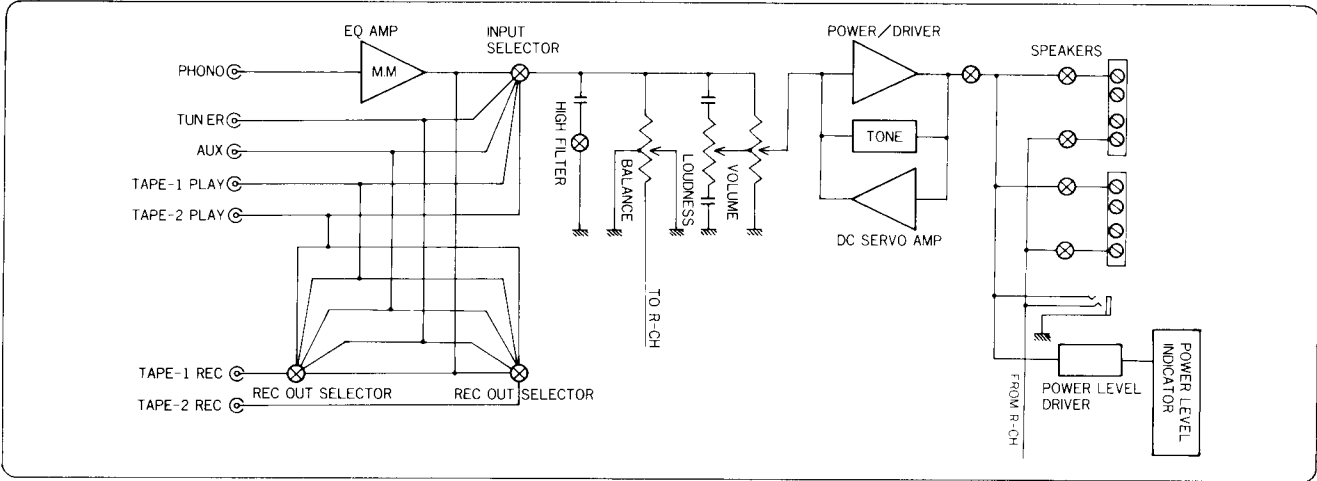 EQ AMP
INPUT
SELECTOR
POWER/DRIVER
SPEAKERS
PHONO
M.M
TUNER
AUX
TAPE-1 PLAY
TAPE-2 PLAY
HIGH FILTER
BALANCE
LOUDNESS
VOLUME
TONE
DC SERVO AMP
TO R-CH
TAPE-1 REC
REC OUT SELECTOR
REC OUT SELECTOR
TAPE-2 REC
FROM R-CH
POWER LEVEL
DRIVER
POWER LEVEL
INDICATOR